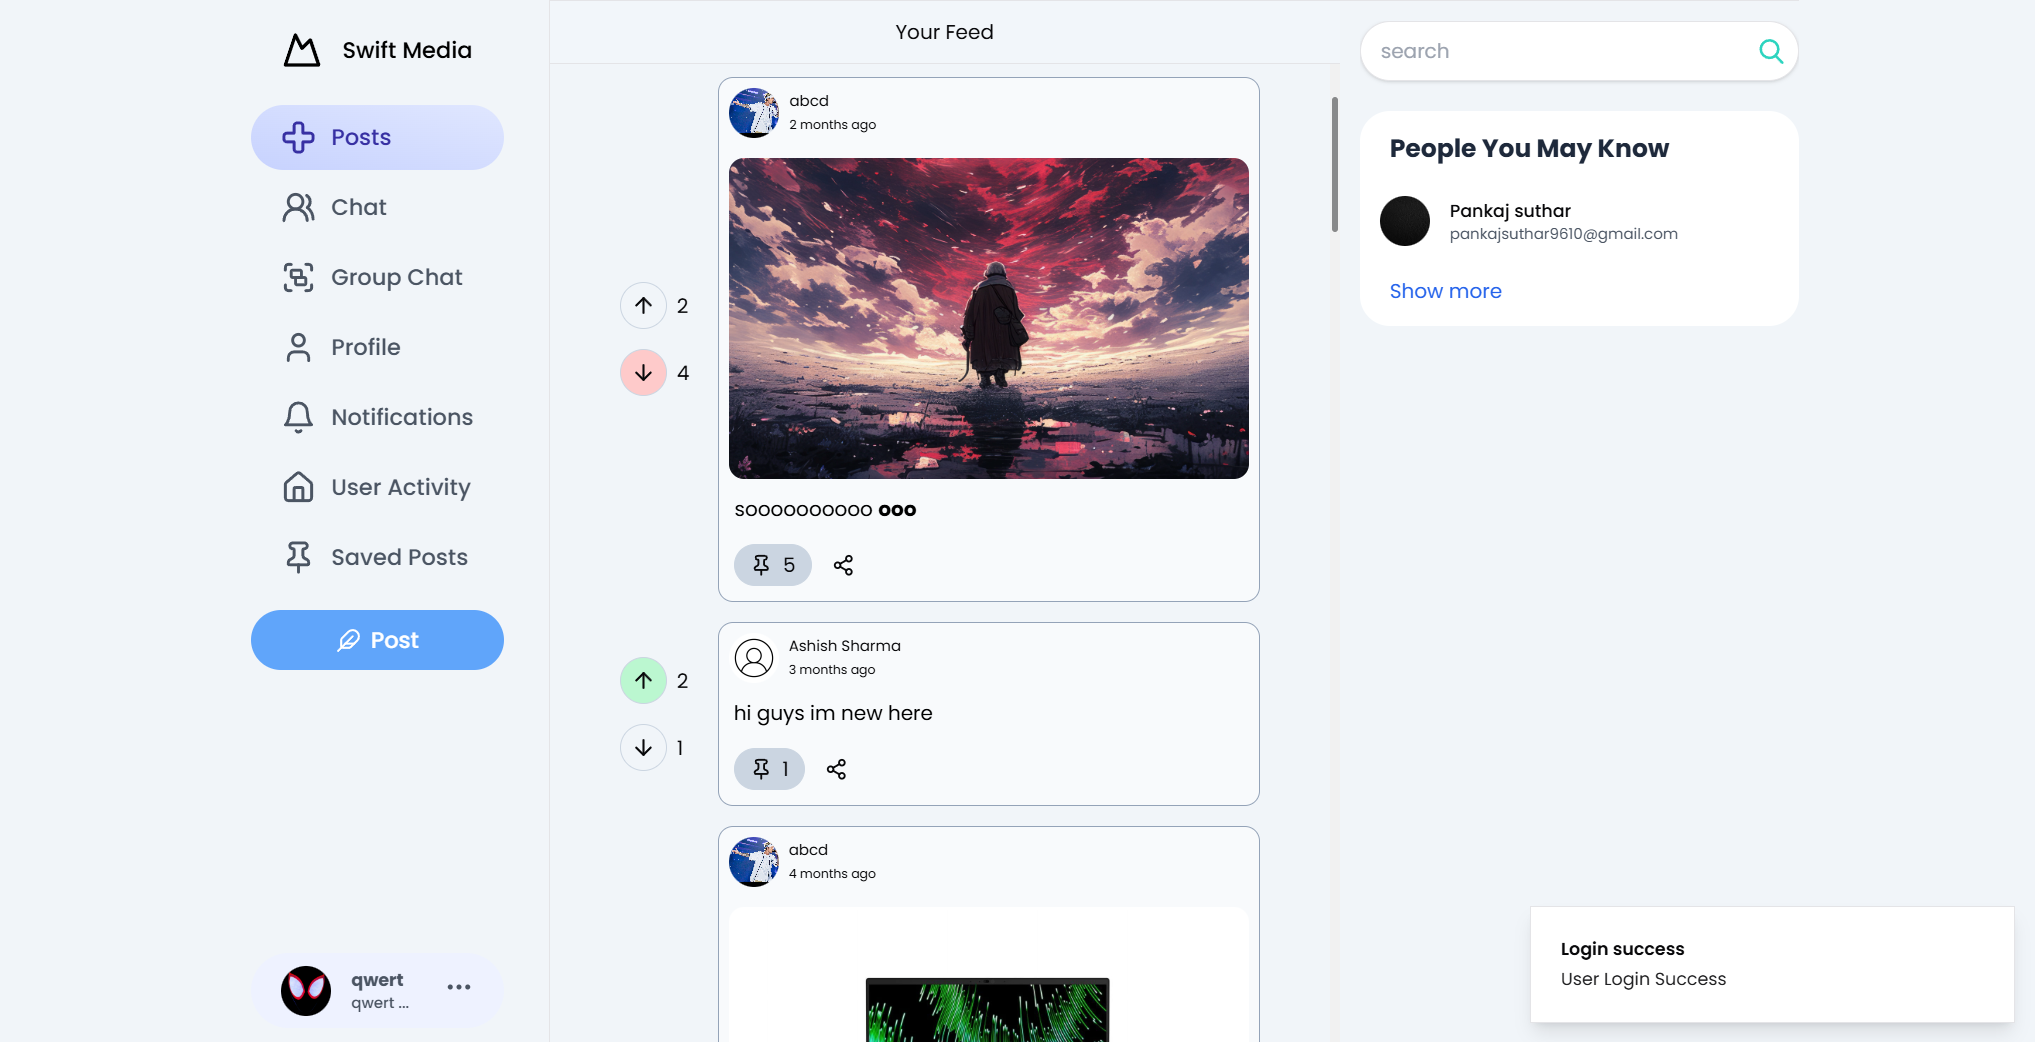 Swift Media
Posts
Chat
Group Chat
Profile
Notifications
User Activity
Saved Posts
Post
qwert
qwert ...
Your Feed
abcd
2 months ago
2
4
sooooooooooo ooo
5
Ashish Sharma
3 months ago
2
1
hi guys im new here
1
abcd
4 months ago
search
People You May Know
Pankaj suthar
pankajsuthar9610@gmail.com
Show more
Login success
User Login Success